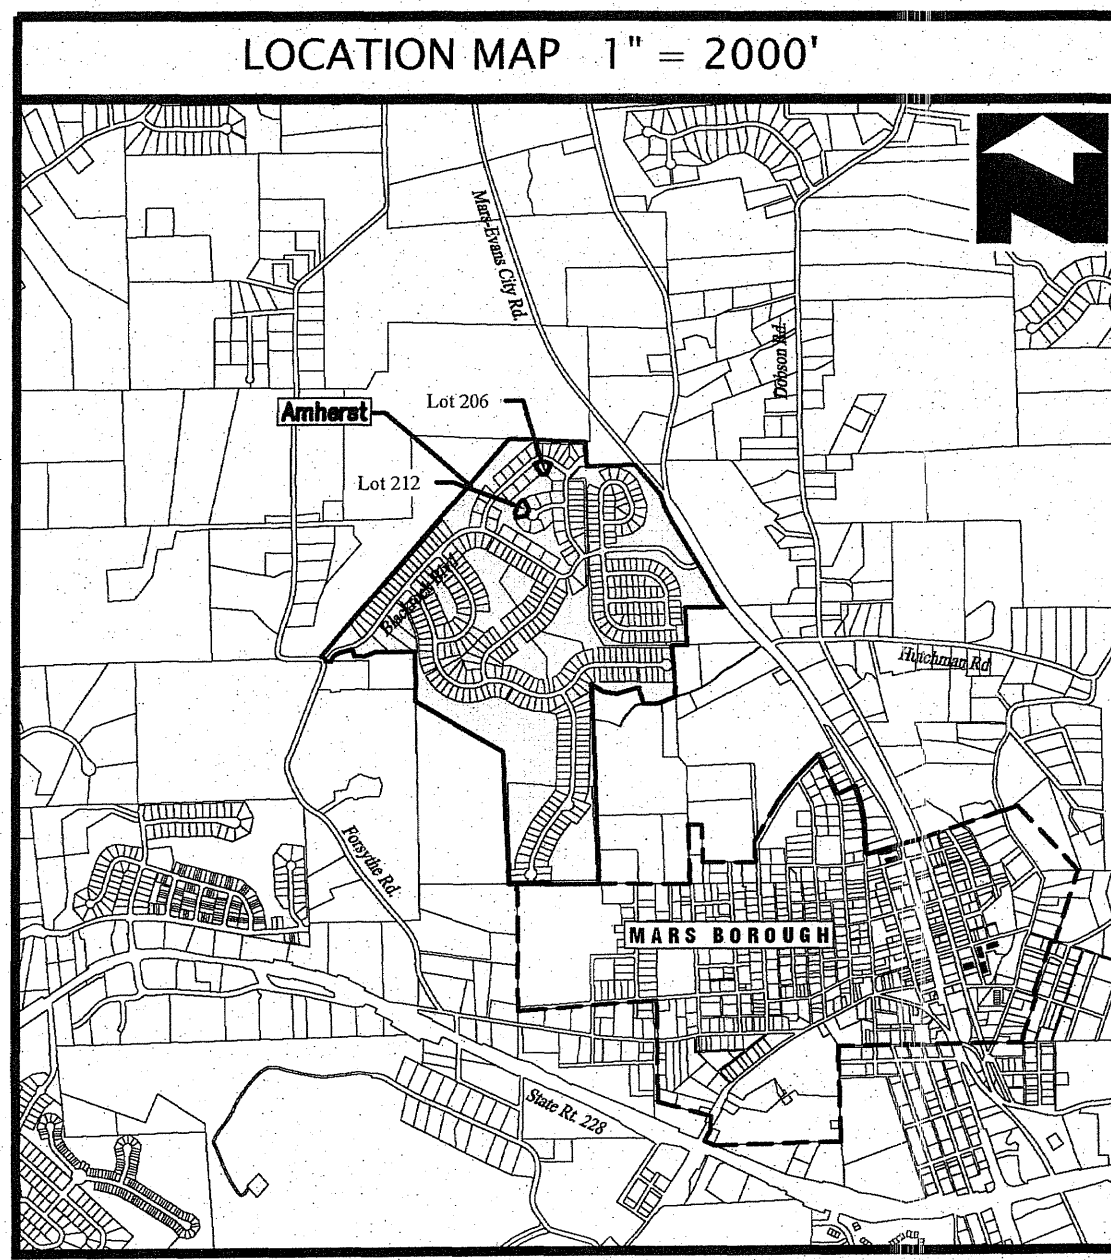 LOCATION MAP 1" = 2000'
Mars-Evans City Rd.
Dobson Rd.
Lot 206
Amherst
Lot 212
Hutchman Rd
Forsythe Rd.
MARS BOROUGH
State Rt. 228